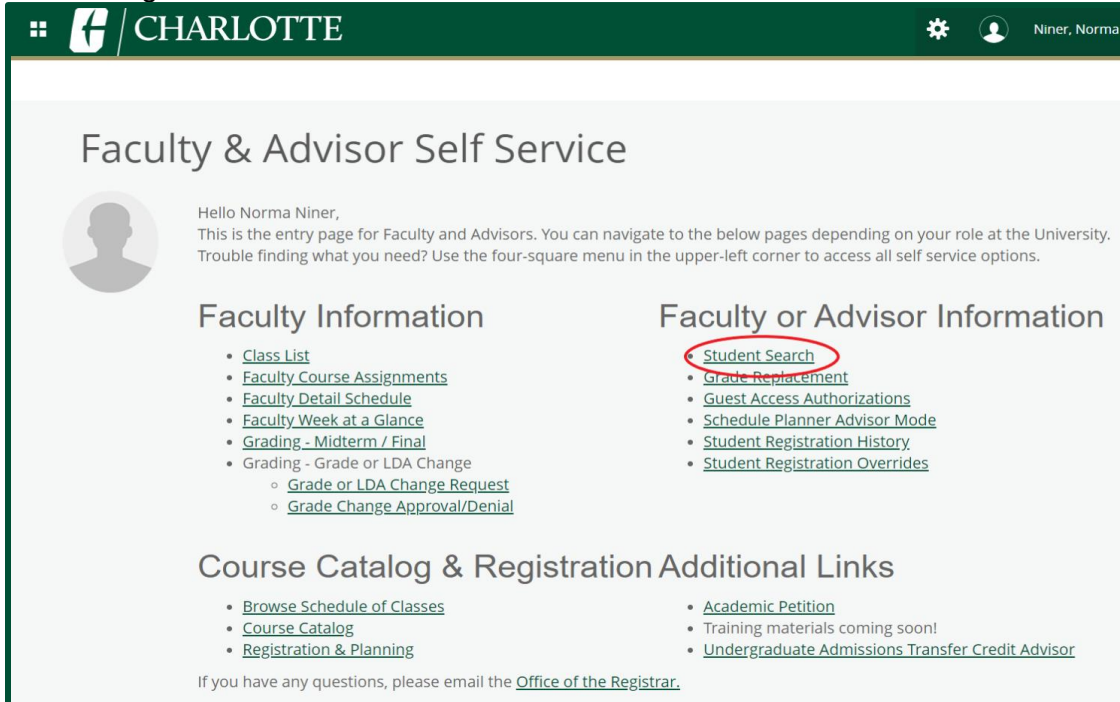 CHARLOTTE
Niner, Norma
Faculty & Advisor Self Service
Hello Norma Niner,
This is the entry page for Faculty and Advisors. You can navigate to the below pages depending on your role at the University.
Trouble finding what you need? Use the four-square menu in the upper-left corner to access all self service options.
Faculty Information
Class List
Faculty Course Assignments
Faculty Detail Schedule
Faculty Week at a Glance
Grading - Midterm / Final
Grading - Grade or LDA Change
Grade or LDA Change Request
Grade Change Approval/Denial
Faculty or Advisor Information
Student Search
Grade Replacement
Guest Access Authorizations
Schedule Planner Advisor Mode
Student Registration History
Student Registration Overrides
Course Catalog & Registration
Browse Schedule of Classes
Course Catalog
Registration & Planning
Additional Links
Academic Petition
Training materials coming soon!
Undergraduate Admissions Transfer Credit Advisor
If you have any questions, please email the Office of the Registrar.